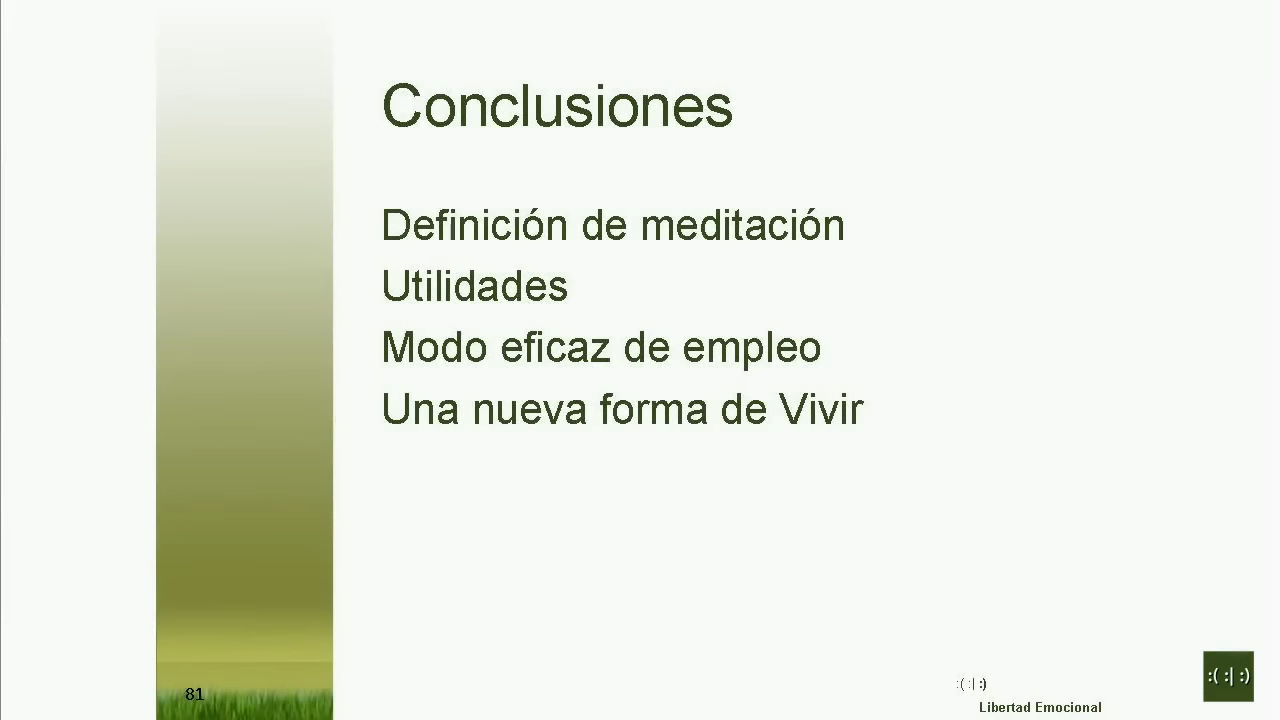 Conclusiones
Definición de meditación
Utilidades
Modo eficaz de empleo
Una nueva forma de Vivir
81
:( :| :)
Libertad Emocional
:( :| :)